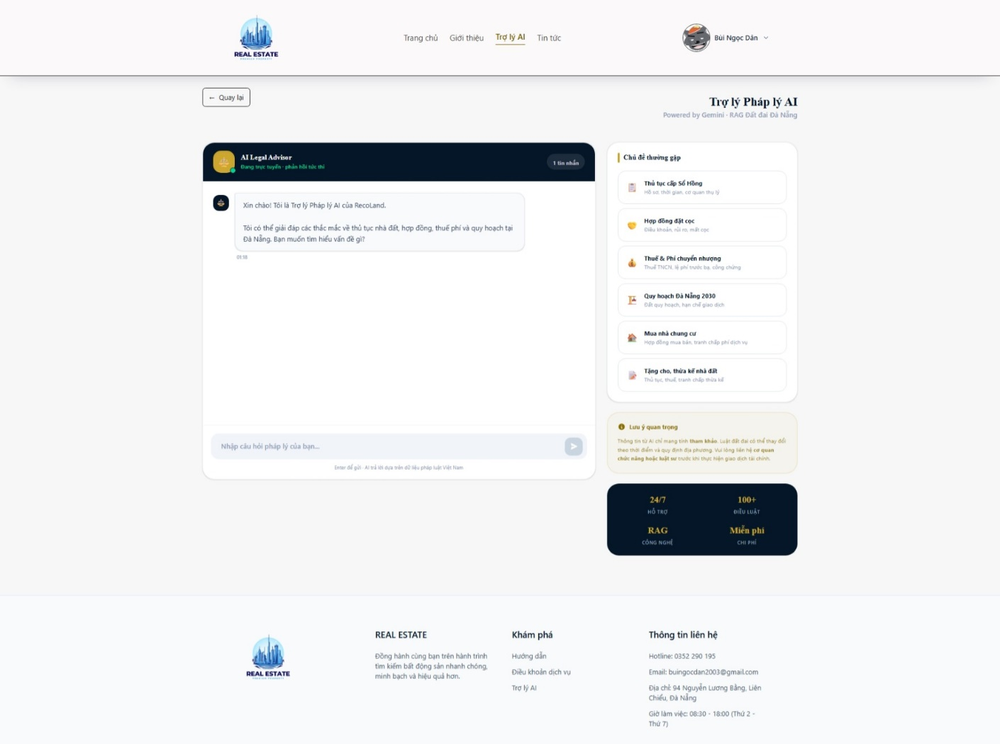 REAL ESTATE
Trang chủ
Giới thiệu
Trợ lý AI
Tin tức
Bùi Ngọc Dân
← Quay lại
Trợ lý Pháp lý AI
Powered by Gemini · RAG Đất đai Đà Nẵng
AI Legal Advisor
Đang trực tuyến · phản hồi tức thì
1 tin nhắn
Xin chào! Tôi là Trợ lý Pháp lý AI của RecoLand.
Tôi có thể giải đáp các thắc mắc về thủ tục nhà đất, hợp đồng, thuế phí và quy hoạch tại
Đà Nẵng. Bạn muốn tìm hiểu vấn đề gì?
01:18
Nhập câu hỏi pháp lý của bạn...
Enter để gửi · AI trả lời dựa trên dữ liệu pháp luật Việt Nam
Chủ đề thường gặp
Thủ tục cấp Sổ Hồng
Hồ sơ, thời gian, cơ quan thụ lý
Hợp đồng đặt cọc
Điều khoản, rủi ro, mất cọc
Thuế & Phí chuyển nhượng
Thuế TNCN, lệ phí trước bạ, công chứng
Quy hoạch Đà Nẵng 2030
Đất quy hoạch, hạn chế giao dịch
Mua nhà chung cư
Hợp đồng mua bán, tranh chấp phí dịch vụ
Tặng cho, thừa kế nhà đất
Thủ tục, thuế, tranh chấp thừa kế
Lưu ý quan trọng
Thông tin từ AI chỉ mang tính tham khảo. Luật đất đai có thể thay đổi
theo thời điểm và quy định địa phương. Vui lòng liên hệ cơ quan
chức năng hoặc luật sư trước khi thực hiện giao dịch tài chính.
24/7
HỖ TRỢ
100+
ĐIỀU LUẬT
RAG
CÔNG NGHỆ
Miễn phí
CHI PHÍ
REAL ESTATE
REAL ESTATE
Đồng hành cùng bạn trên hành trình
tìm kiếm bất động sản nhanh chóng,
minh bạch và hiệu quả hơn.
Khám phá
Hướng dẫn
Điều khoản dịch vụ
Trợ lý AI
Thông tin liên hệ
Hotline: 0352 290 195
Email: buingocdan2003@gmail.com
Địa chỉ: 94 Nguyễn Lương Bằng, Liên
Chiểu, Đà Nẵng
Giờ làm việc: 08:30 - 18:00 (Thứ 2 -
Thứ 7)